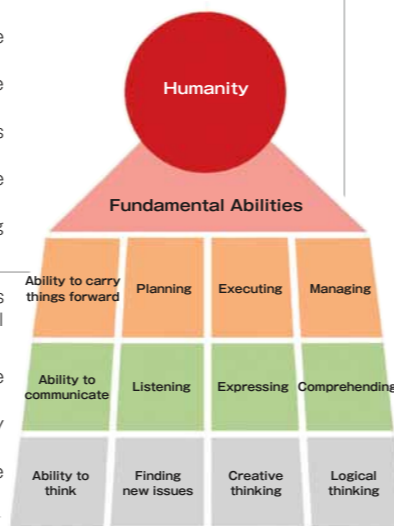 Humanity
Fundamental Abilities
Ability to carry
things forward
Planning
Executing
Managing
Ability to
communicate
Listening
Expressing
Comprehending
Ability to
think
Finding
new issues
Creative
thinking
Logical
thinking